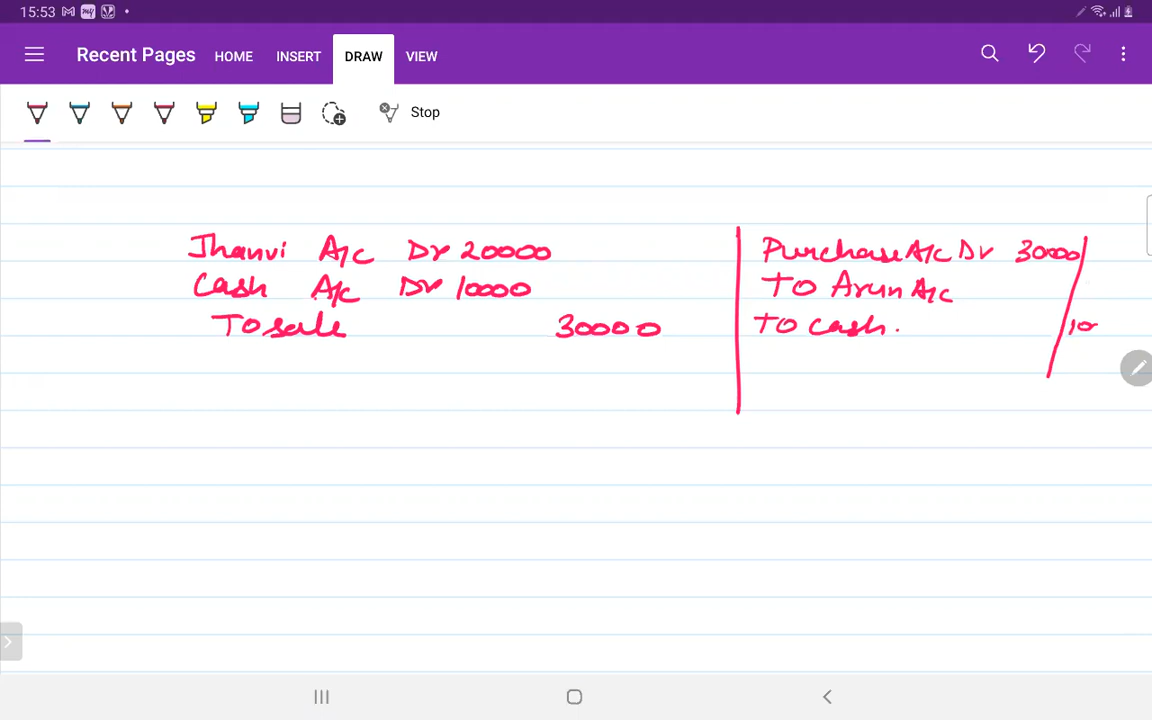 15:53
Recent Pages HOME INSERT DRAW VIEW
Stop
Jhanvi A/c Dr 20000
Cash A/c Dr 10000
To sale 30000
Purchase A/c Dr 30000
To Arun A/c
To cash. 10